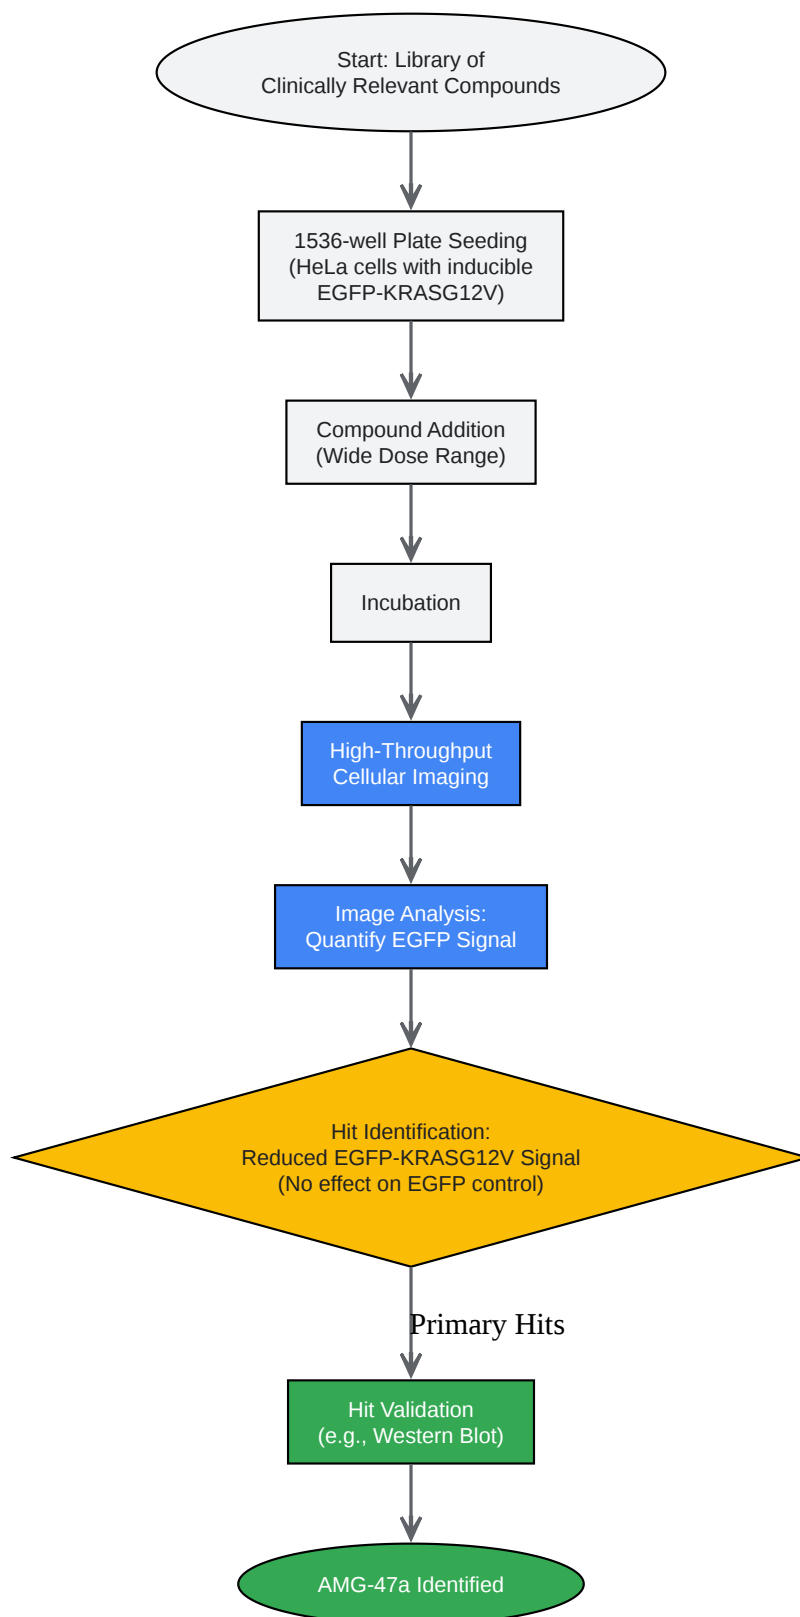 Start: Library of
Clinically Relevant Compounds
1536-well Plate Seeding
(HeLa cells with inducible
EGFP-KRASG12V)
Compound Addition
(Wide Dose Range)
Incubation
High-Throughput
Cellular Imaging
Image Analysis:
Quantify EGFP Signal
Hit Identification:
Reduced EGFP-KRASG12V Signal
(No effect on EGFP control)
Primary Hits
Hit Validation
(e.g., Western Blot)
AMG-47a Identified